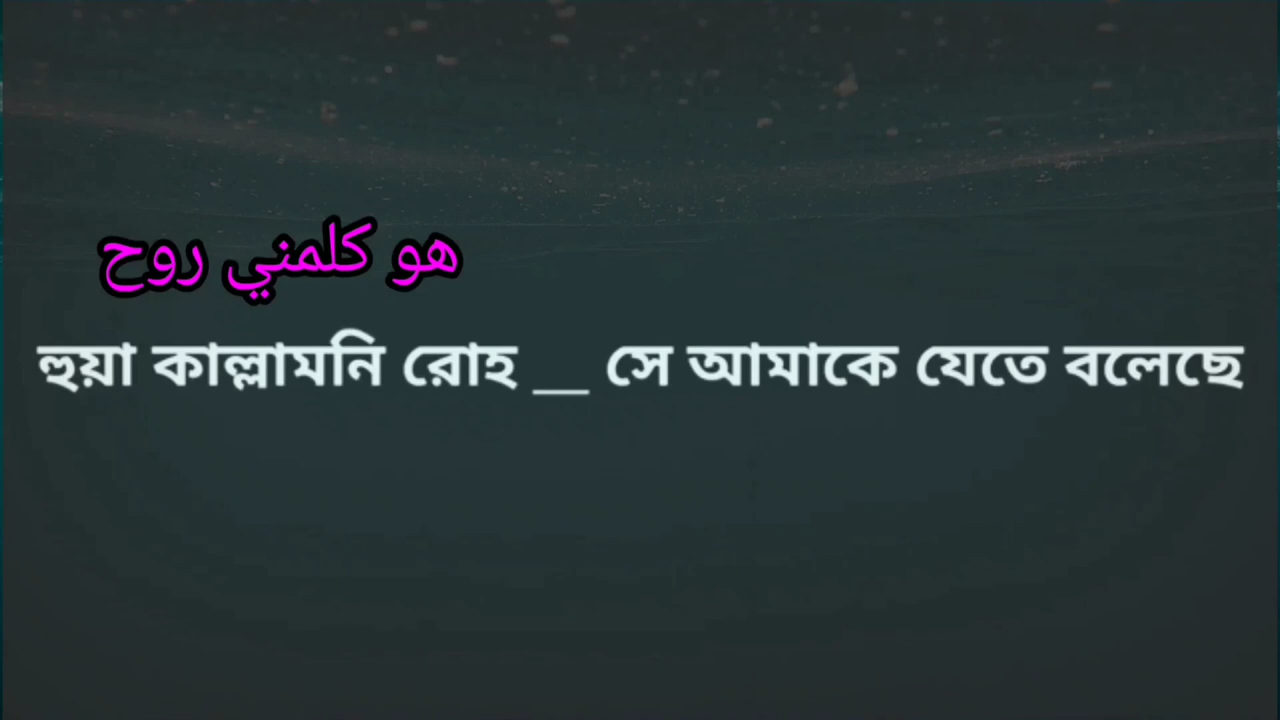 هو كلمني روح
হুয়া কাল্লামনি রোহ __ সে আমাকে যেতে বলেছে